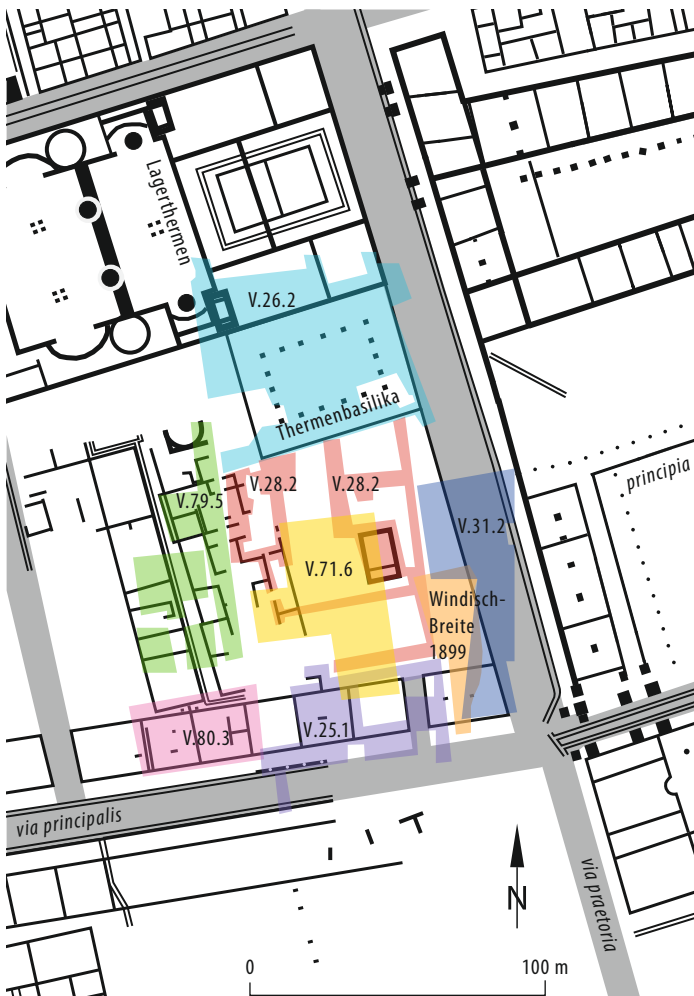 Lagerthermen
V.26.2
Thermenbasilika
principia
V.79.5
V.28.2
V.28.2
V.31.2
V.71.6
Windisch-
Breite
1899
V.80.3
V.25.1
via principalis
via praetoria
N
0
100 m